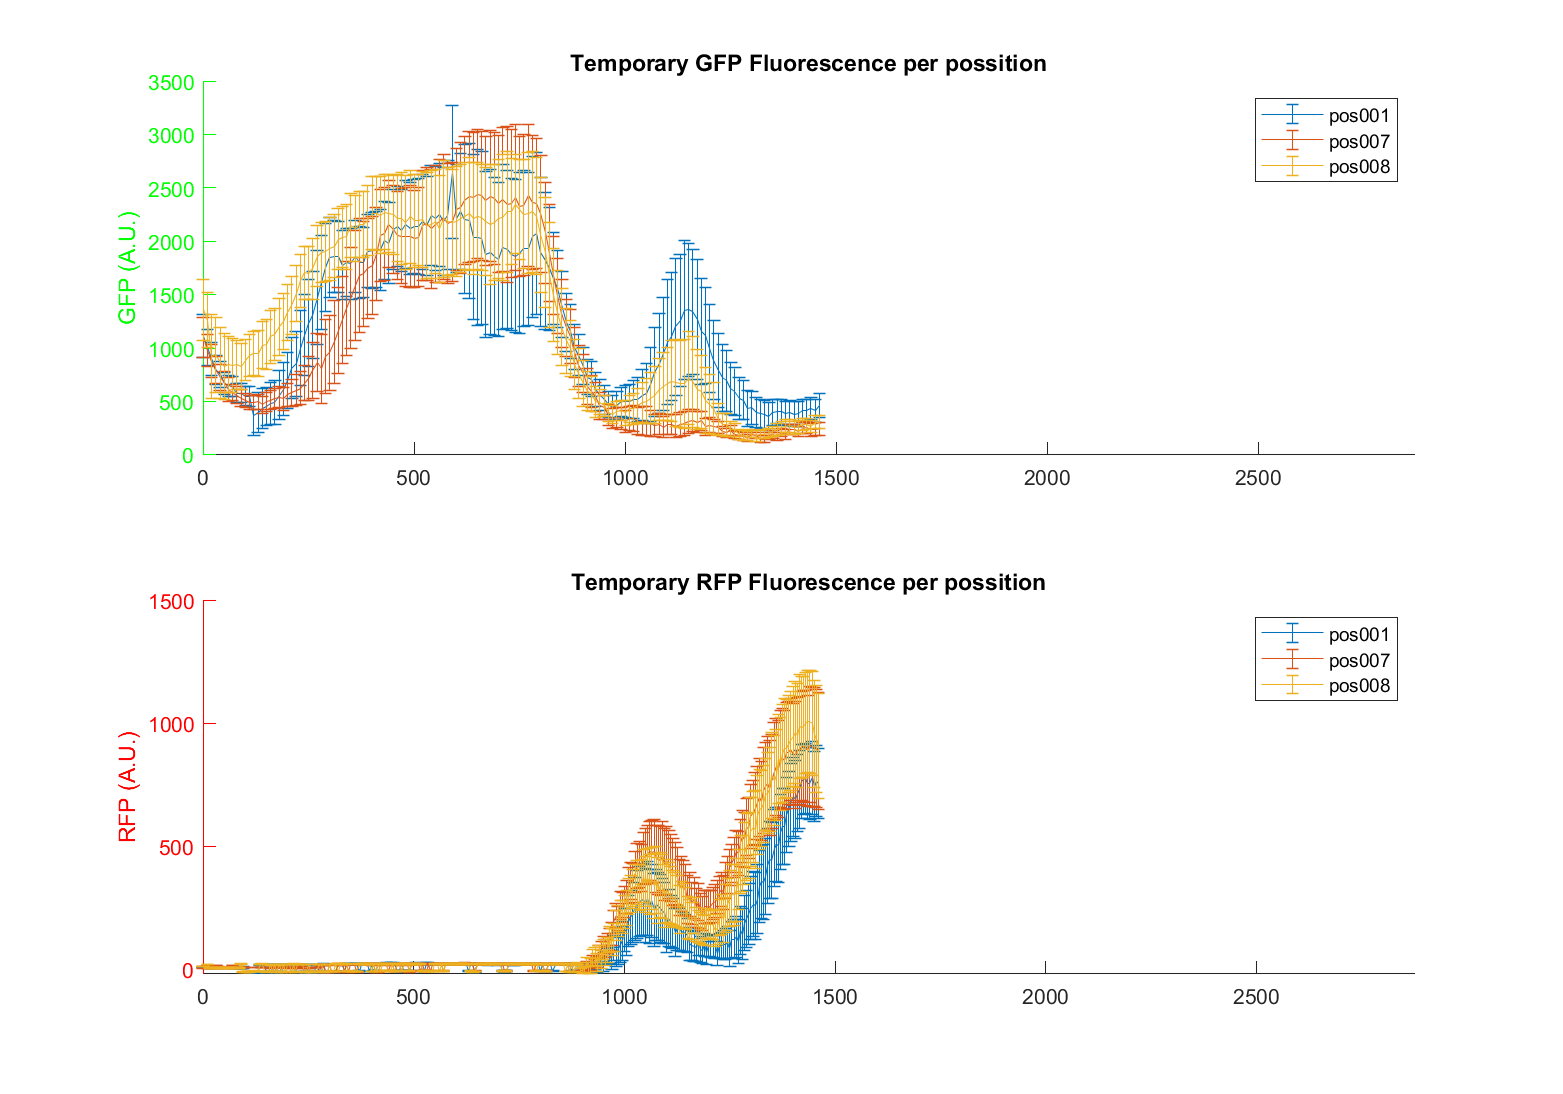 Temporary GFP Fluorescence per possition
GFP (A.U.)
3500
3000
2500
2000
1500
1000
500
0
0 500 1000 1500 2000 2500
pos001
pos007
pos008
Temporary RFP Fluorescence per possition
RFP (A.U.)
1500
1000
500
0
0 500 1000 1500 2000 2500
pos001
pos007
pos008